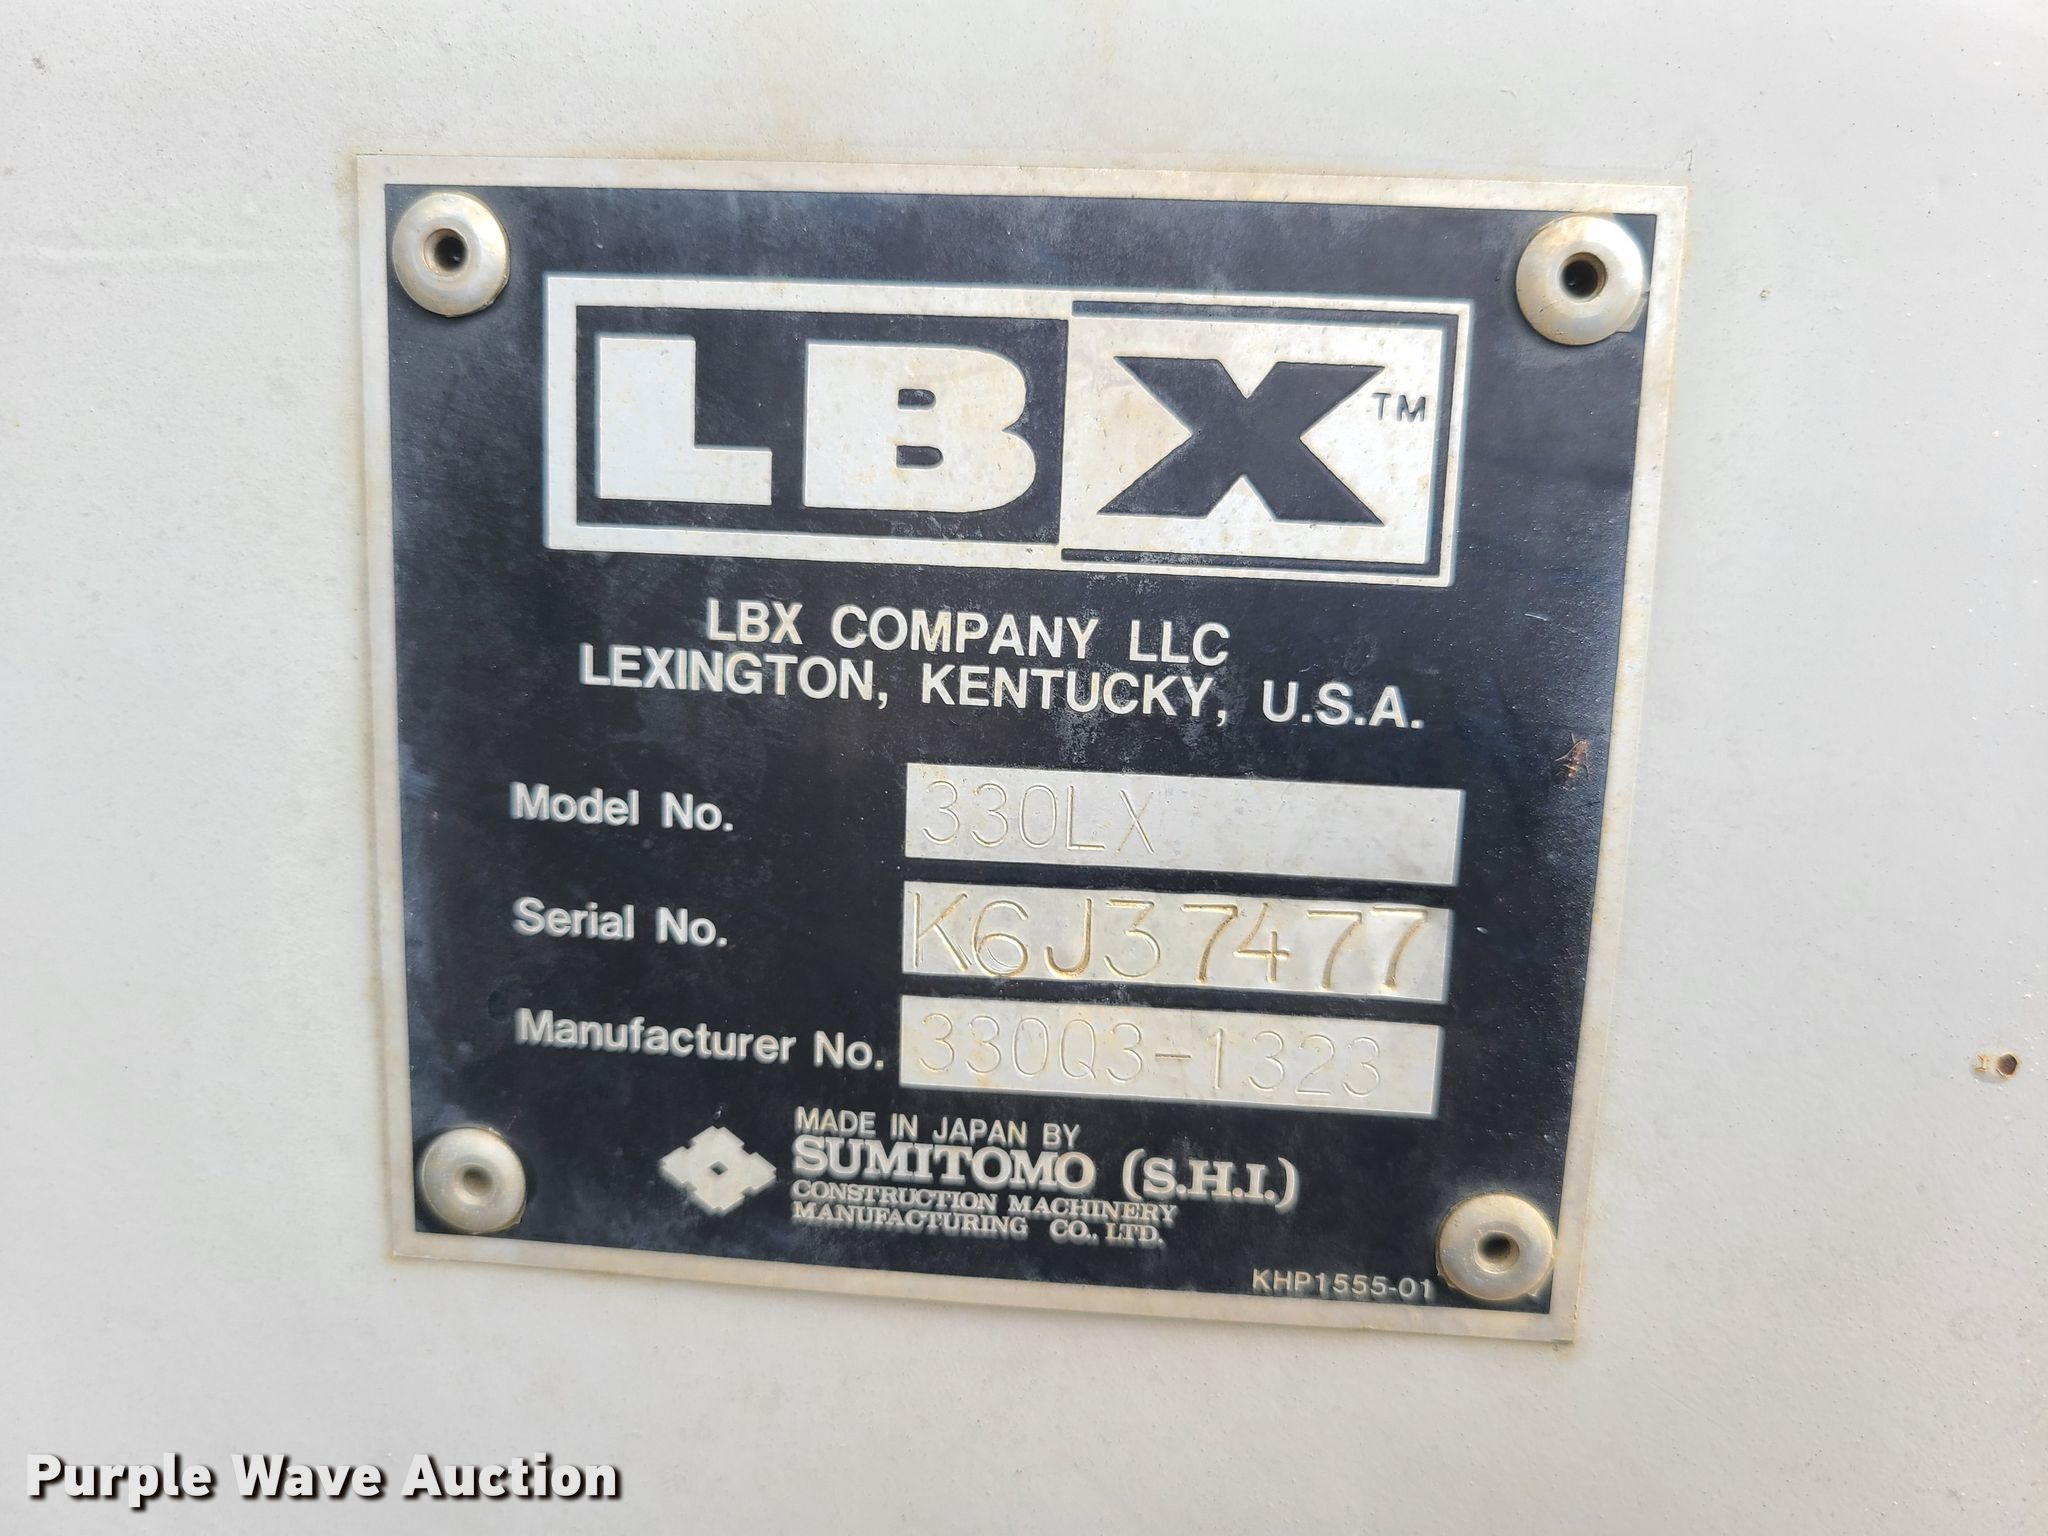 LBX™
LBX COMPANY LLC
LEXINGTON, KENTUCKY, U.S.A.
Model No. 330LX
Serial No. K6J37477
Manufacturer No. 330Q3-1323
MADE IN JAPAN BY
SUMITOMO (S.H.I.)
CONSTRUCTION MACHINERY
MANUFACTURING CO., LTD.
KHP1555-01
Purple Wave Auction